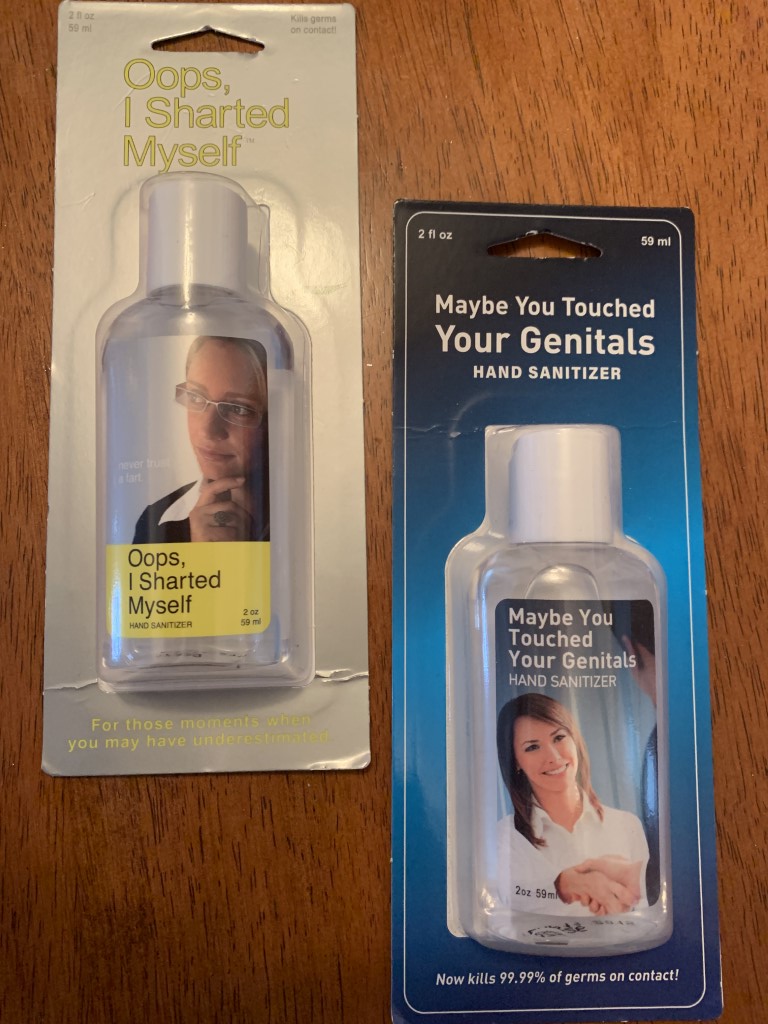 2 fl oz
59 ml
Kills germs
on contact!
Oops,
I Sharted
Myself™
never trust
a fart.
Oops,
I Sharted
Myself
HAND SANITIZER
2 oz
59 ml
For those moments when
you may have underestimated.
2 fl oz
59 ml
Maybe You Touched
Your Genitals
HAND SANITIZER
Maybe You
Touched
Your Genitals
HAND SANITIZER
2oz 59ml
Now kills 99.99% of germs on contact!